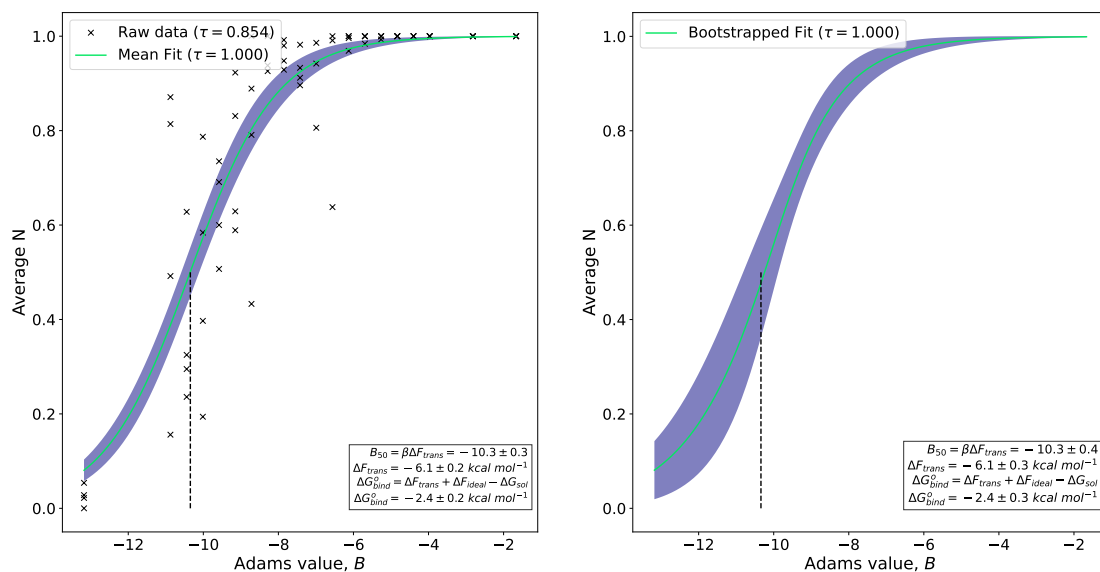 Raw data (τ = 0.854)
Mean Fit (τ = 1.000)
1.0
0.8
0.6
0.4
0.2
0.0
Average N
−12
−10
−8
−6
−4
−2
Adams value, B
B50 = βΔFtrans = − 10.3 ± 0.3
ΔFtrans = − 6.1 ± 0.2 kcal mol⁻¹
ΔG°bind = ΔFtrans + ΔFideal − ΔGsol
ΔG°bind = − 2.4 ± 0.2 kcal mol⁻¹
Bootstrapped Fit (τ = 1.000)
1.0
0.8
0.6
0.4
0.2
0.0
Average N
−12
−10
−8
−6
−4
−2
Adams value, B
B50 = βΔFtrans = − 10.3 ± 0.4
ΔFtrans = − 6.1 ± 0.3 kcal mol⁻¹
ΔG°bind = ΔFtrans + ΔFideal − ΔGsol
ΔG°bind = − 2.4 ± 0.3 kcal mol⁻¹